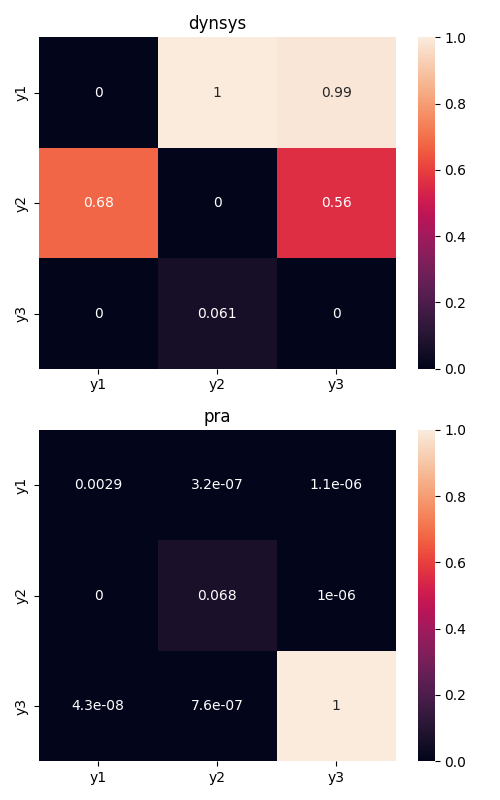 dynsys
y1 0 1 0.99 1.0
0.8
y2 0.68 0 0.56 0.6
0.4
y3 0 0.061 0 0.2
0.0
y1 y2 y3
pra
y1 0.0029 3.2e-07 1.1e-06 1.0
0.8
y2 0 0.068 1e-06 0.6
0.4
y3 4.3e-08 7.6e-07 1 0.2
0.0
y1 y2 y3